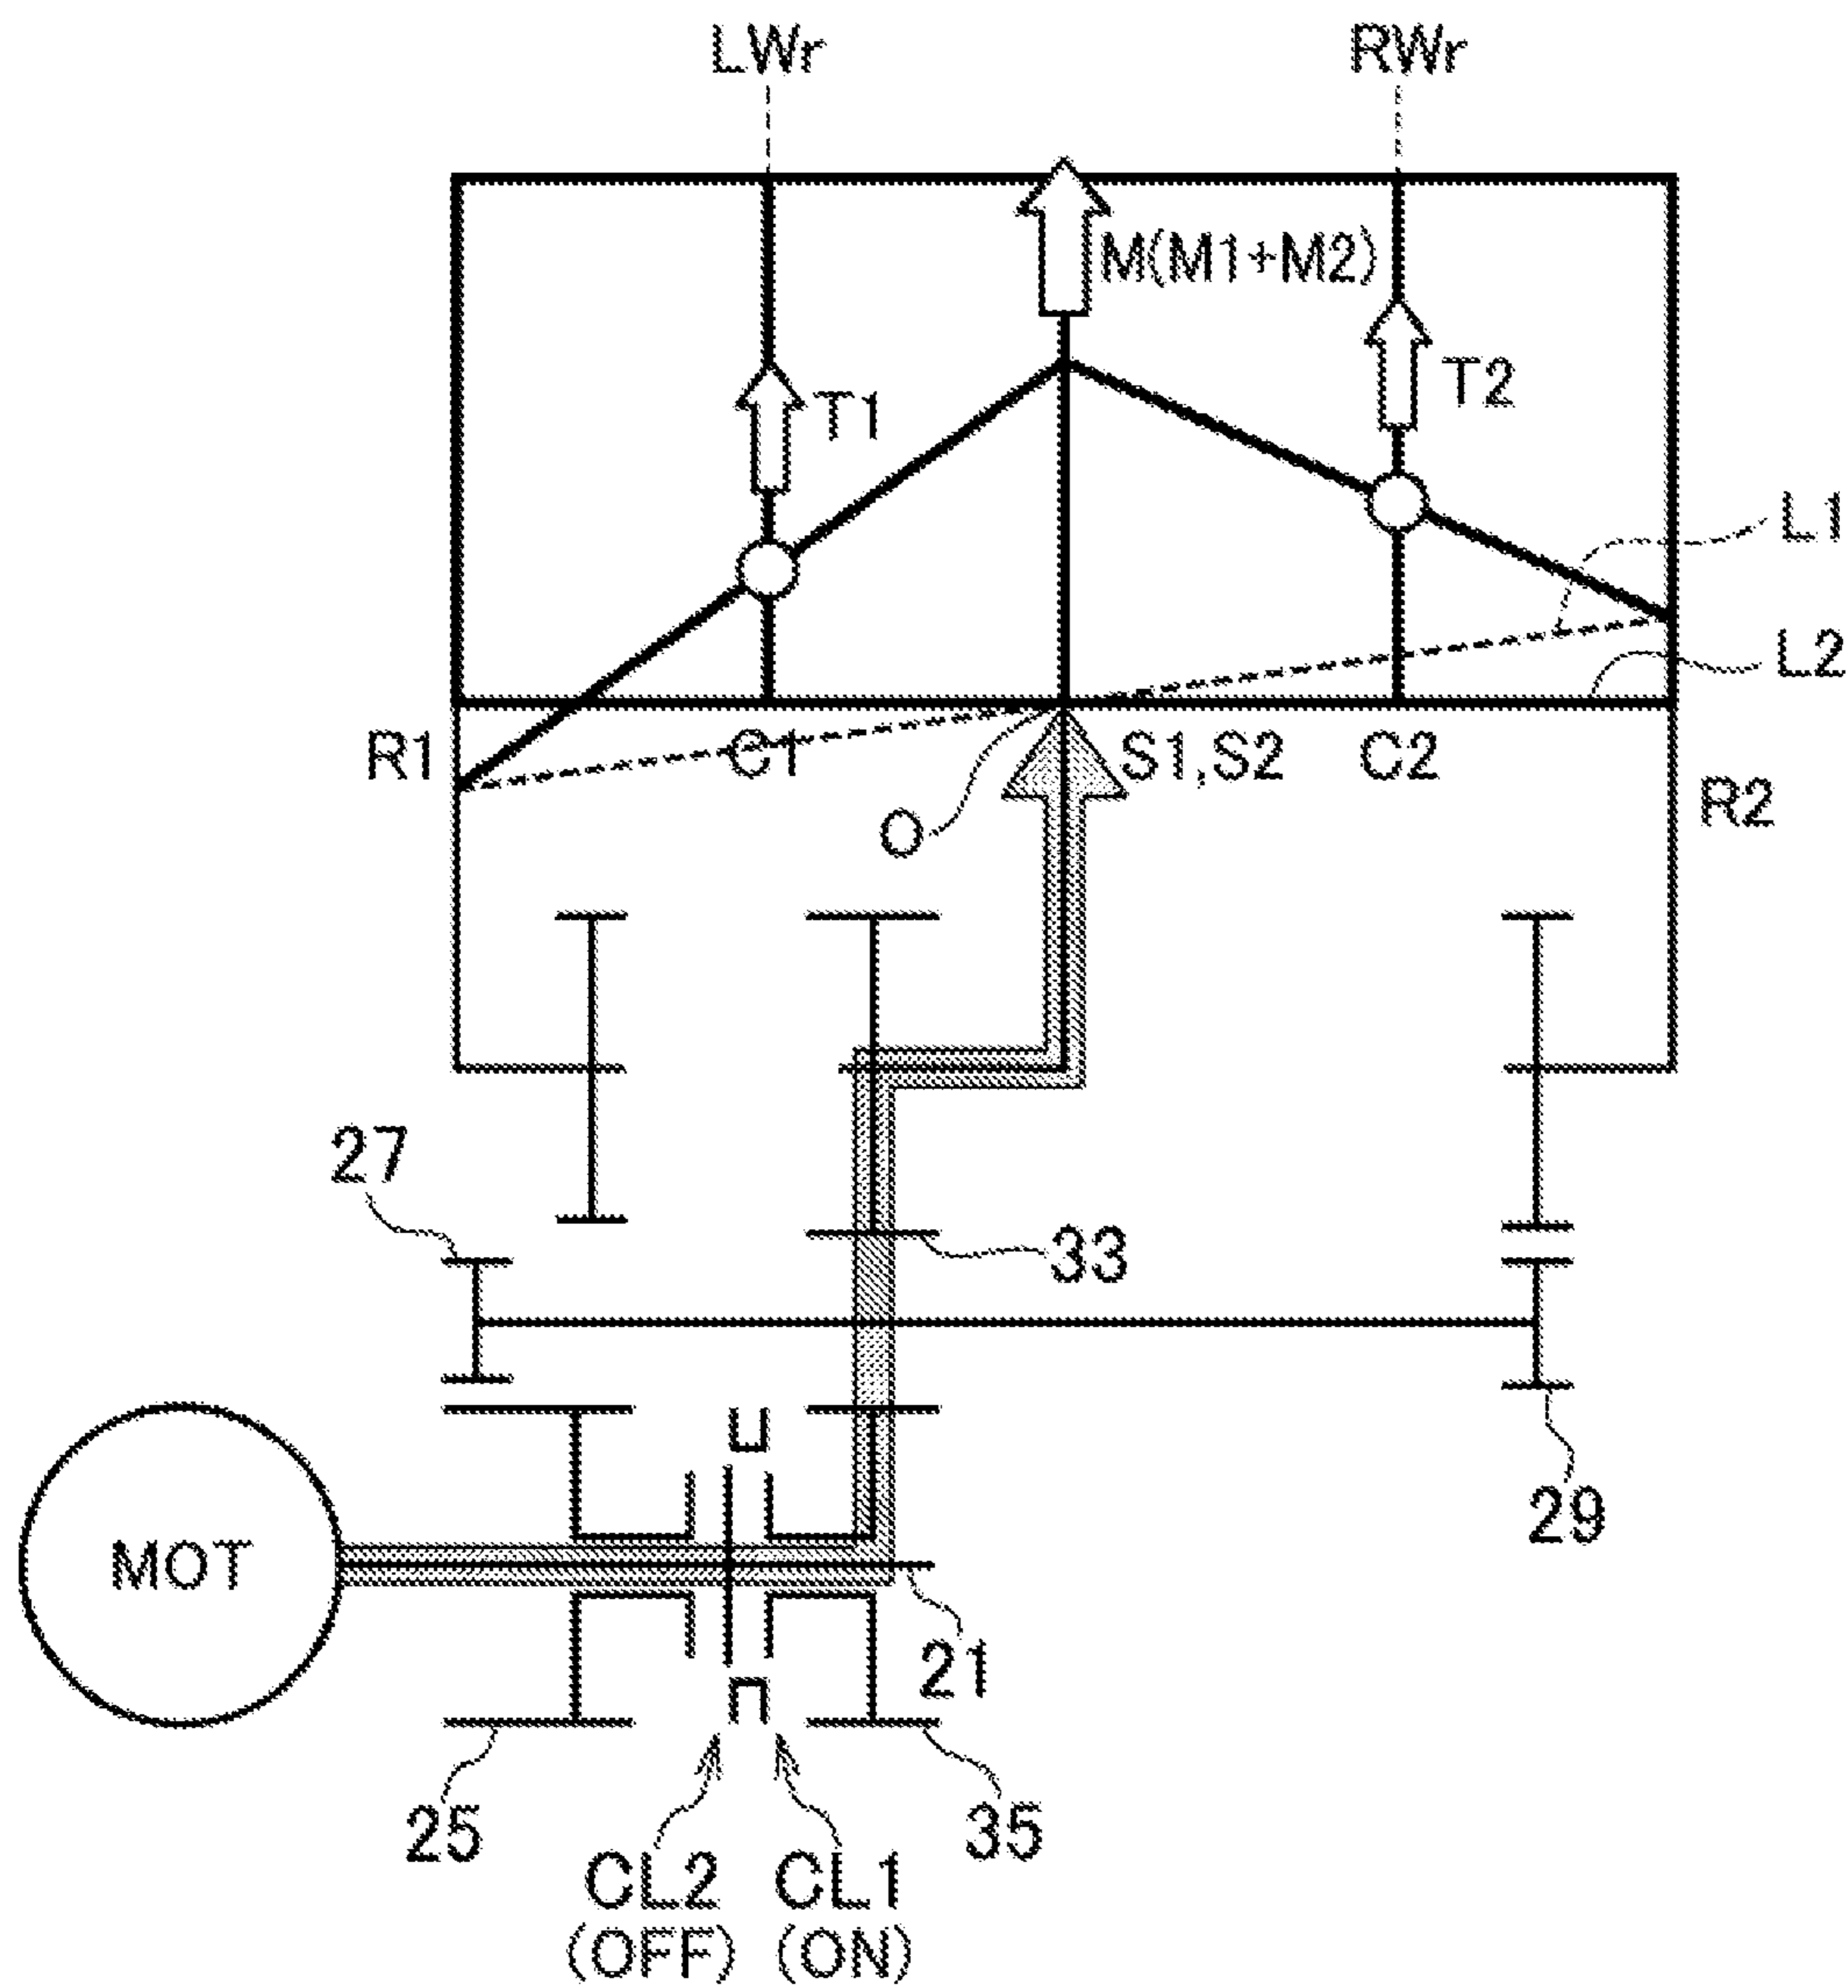 LWr RWr
M(M1+M2)
T1 T2
L1
L2
R1 C1 S1,S2 C2
R2
O
27
33
29
MOT
21
25 35
CL2 CL1
(OFF) (ON)